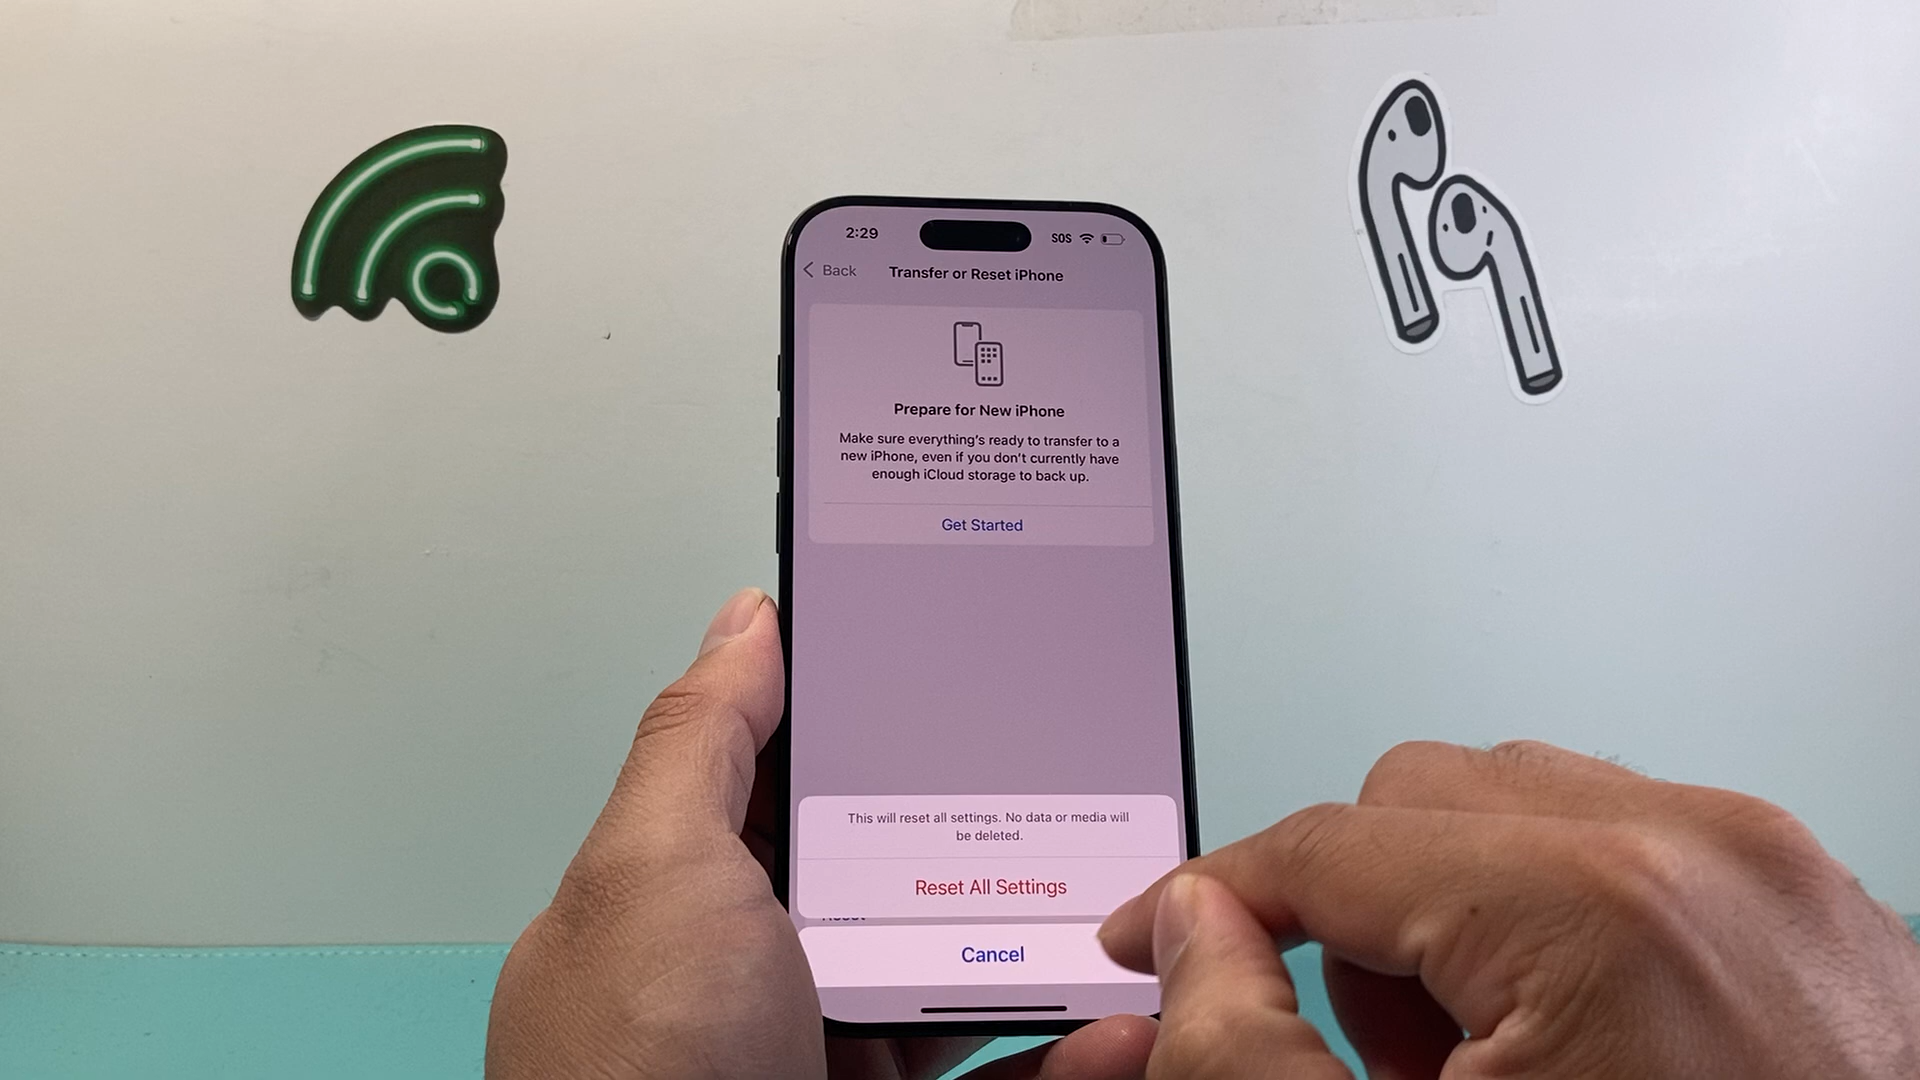 2:29
SOS
Back
Transfer or Reset iPhone
Prepare for New iPhone
Make sure everything's ready to transfer to a
new iPhone, even if you don't currently have
enough iCloud storage to back up.
Get Started
This will reset all settings. No data or media will
be deleted.
Reset All Settings
Reset
Cancel